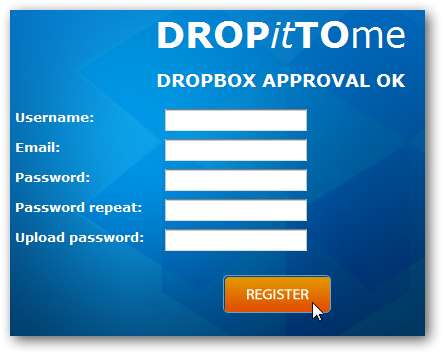 DROPitTOme
DROPBOX APPROVAL OK
Username:
Email:
Password:
Password repeat:
Upload password:
REGISTER